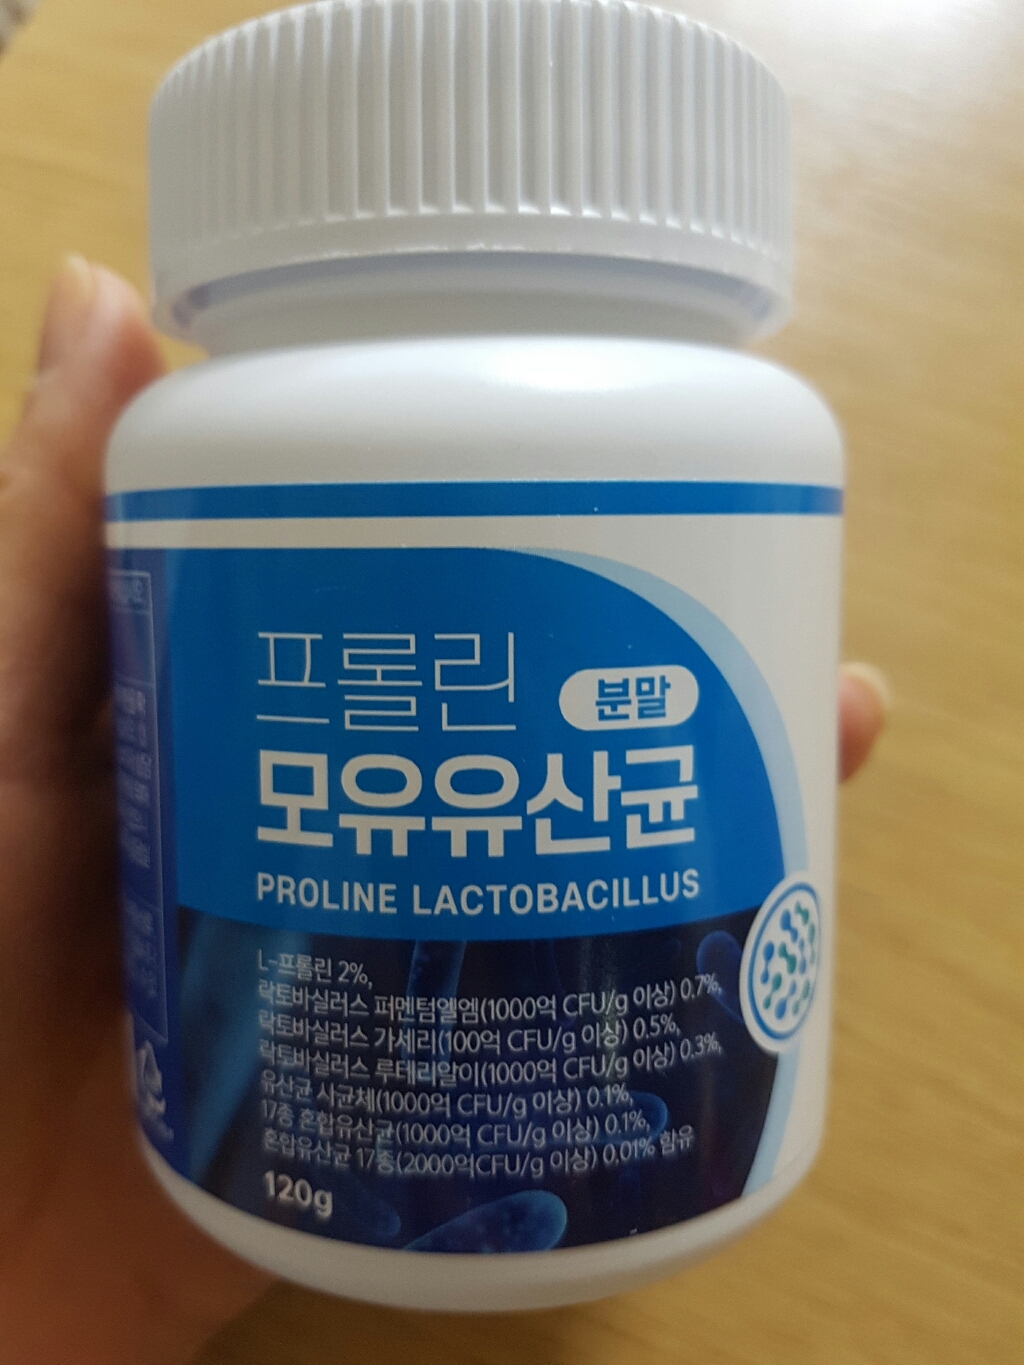 프롤린
분말
모유유산균
PROLINE LACTOBACILLUS
L-프롤린 2%,
락토바실러스 퍼멘텀엘엠(1000억 CFU/g 이상) 0.7%,
락토바실러스 가세리(100억 CFU/g 이상) 0.5%,
락토바실러스 루테리알이(1000억 CFU/g 이상) 0.3%,
유산균 사균체(1000억 CFU/g 이상) 0.1%,
17종 혼합유산균(1000억 CFU/g 이상) 0.1%,
혼합유산균 17종(2000억CFU/g 이상) 0.01% 함유
120g